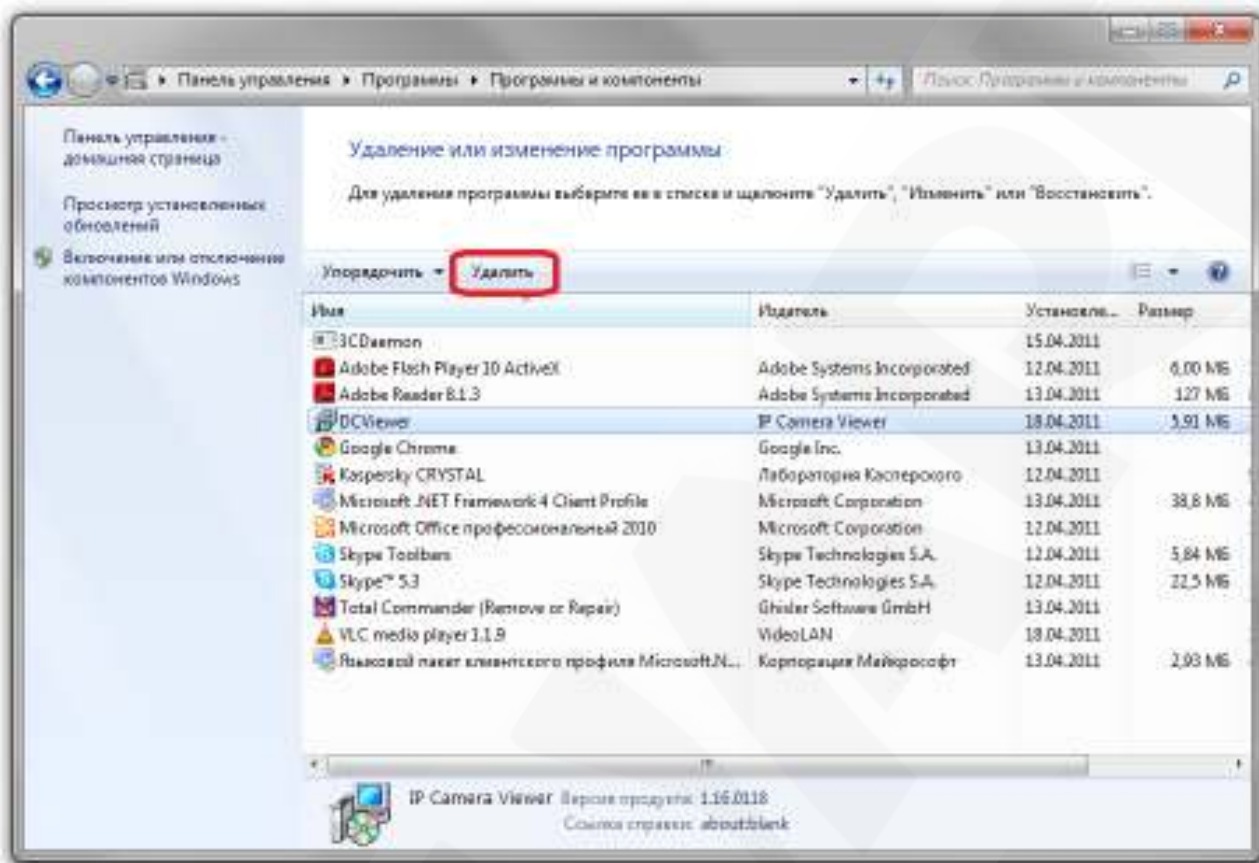 Панель управления ▸ Программы ▸ Программы и компоненты
Поиск: Программы и компоненты
Панель управления -
домашняя страница
Просмотр установленных
обновлений
Включение или отключение
компонентов Windows
Удаление или изменение программы
Для удаления программы выберите ее в списке и щелкните "Удалить", "Изменить" или "Восстановить".
Упорядочить Удалить
Имя Издатель Установле... Размер
3CDaemon 15.04.2011
Adobe Flash Player 10 ActiveX Adobe Systems Incorporated 12.04.2011 6,00 МБ
Adobe Reader 8.1.3 Adobe Systems Incorporated 13.04.2011 127 МБ
DCViewer IP Camera Viewer 18.04.2011 5,91 МБ
Google Chrome Google Inc. 13.04.2011
Kaspersky CRYSTAL Лаборатория Касперского 12.04.2011
Microsoft .NET Framework 4 Client Profile Microsoft Corporation 13.04.2011 38,8 МБ
Microsoft Office профессиональный 2010 Microsoft Corporation 12.04.2011
Skype Toolbars Skype Technologies S.A. 12.04.2011 5,84 МБ
Skype™ 5.3 Skype Technologies S.A. 12.04.2011 22,5 МБ
Total Commander (Remove or Repair) Ghisler Software GmbH 13.04.2011
VLC media player 1.1.9 VideoLAN 18.04.2011
Языковой пакет клиентского профиля Microsoft.N... Корпорация Майкрософт 13.04.2011 2,93 МБ
IP Camera Viewer Версия продукта: 1.16.0118
Ссылка справки: about:blank